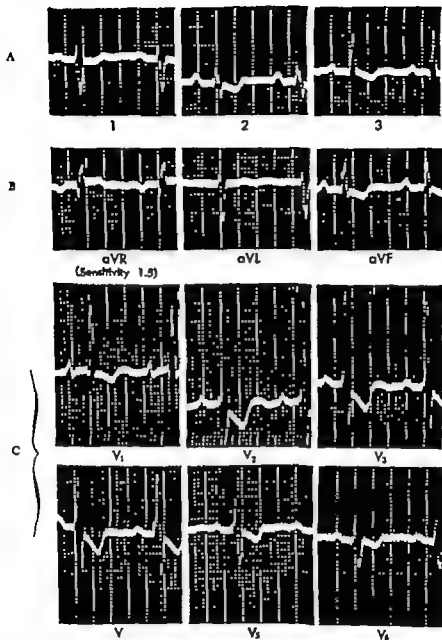 A
1 2 3
B
aVR aVL aVF
(Sensitivity 1.5)
C
V₁ V₂ V₃
V V₅ V₆